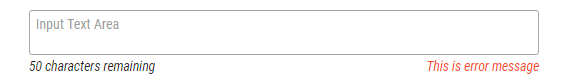 Input Text Area
50 characters remaining This is error message